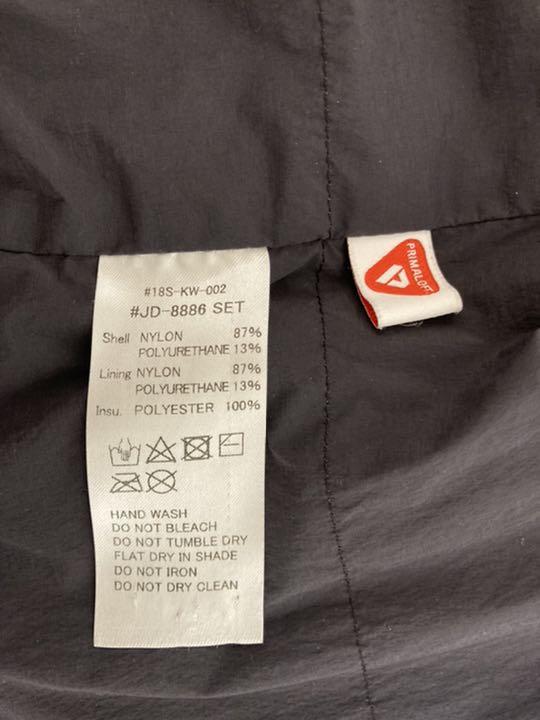 #18S-KW-002
#JD-8886 SET
Shell NYLON 87%
POLYURETHANE 13%
Lining NYLON 87%
POLYURETHANE 13%
Insu. POLYESTER 100%
HAND WASH
DO NOT BLEACH
DO NOT TUMBLE DRY
FLAT DRY IN SHADE
DO NOT IRON
DO NOT DRY CLEAN
PRIMALOFT